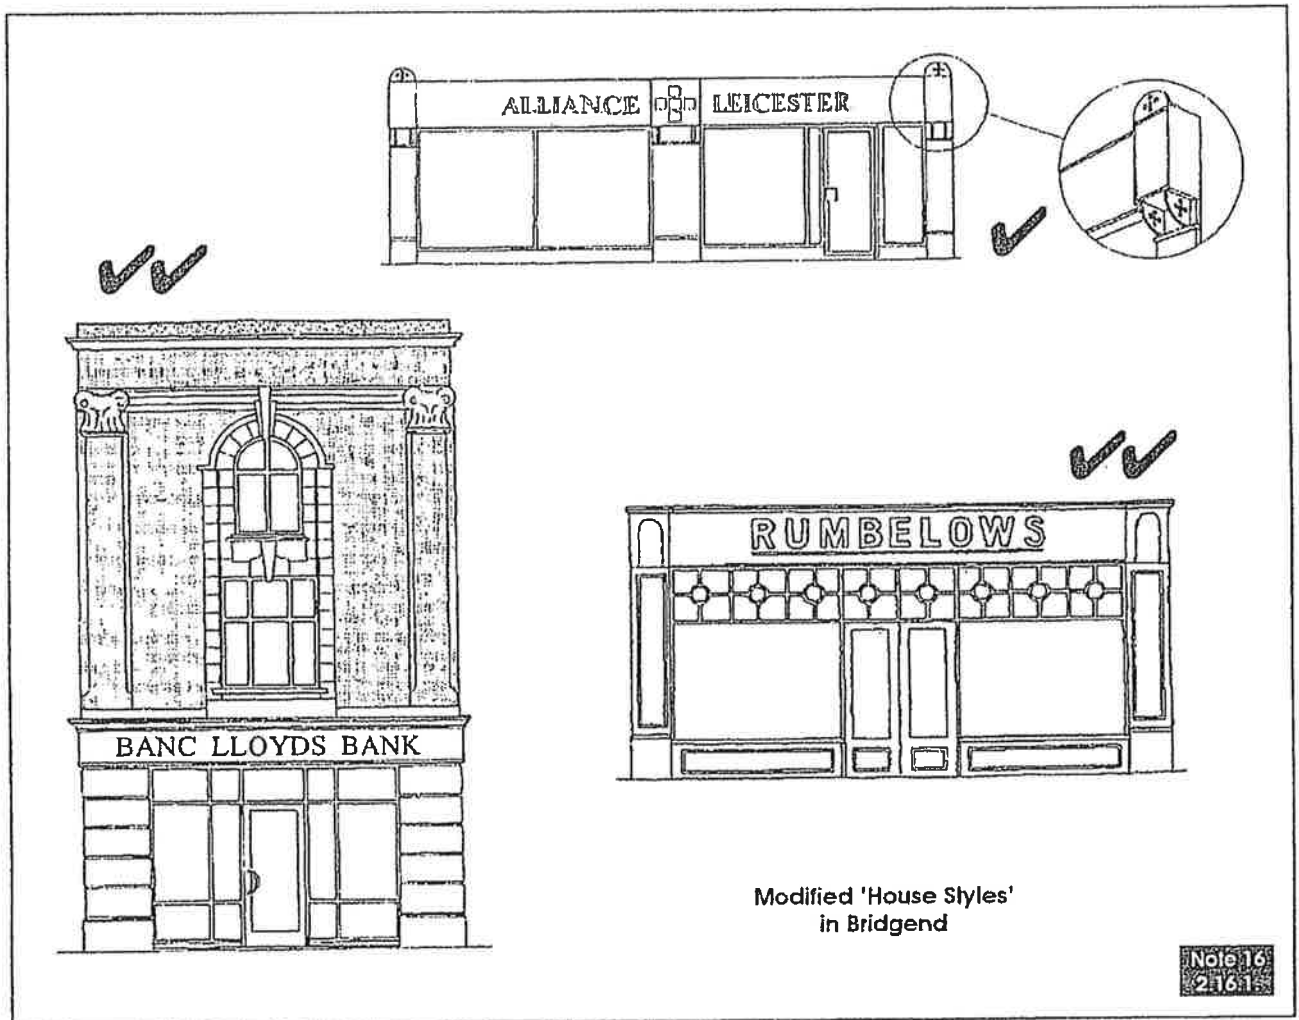 ALLIANCE LEICESTER
RUMBELOWS
BANC LLOYDS BANK
Modified 'House Styles'
in Bridgend
Note 16
2.16.1